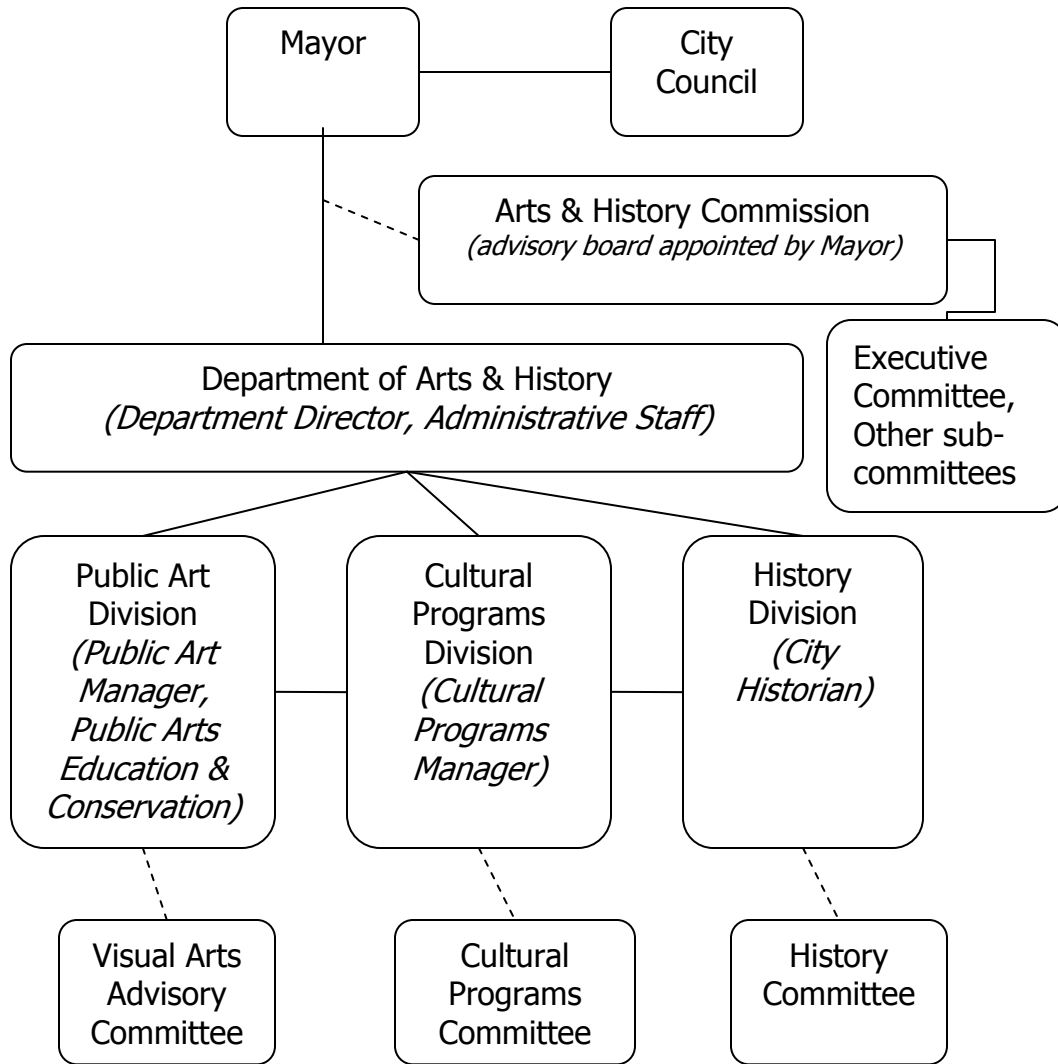 Mayor
City
Council
Arts & History Commission
(advisory board appointed by Mayor)
Department of Arts & History
(Department Director, Administrative Staff)
Executive
Committee,
Other sub-
committees
Public Art
Division
(Public Art
Manager,
Public Arts
Education &
Conservation)
Cultural
Programs
Division
(Cultural
Programs
Manager)
History
Division
(City
Historian)
Visual Arts
Advisory
Committee
Cultural
Programs
Committee
History
Committee